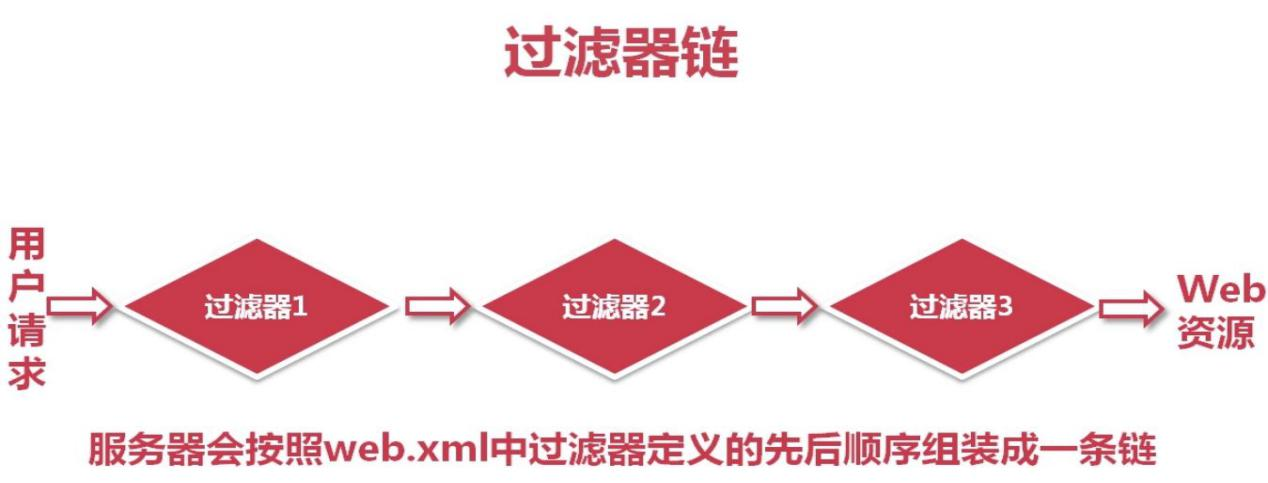 过滤器链
用户请求
过滤器1
过滤器2
过滤器3
Web
资源
服务器会按照web.xml中过滤器定义的先后顺序组装成一条链